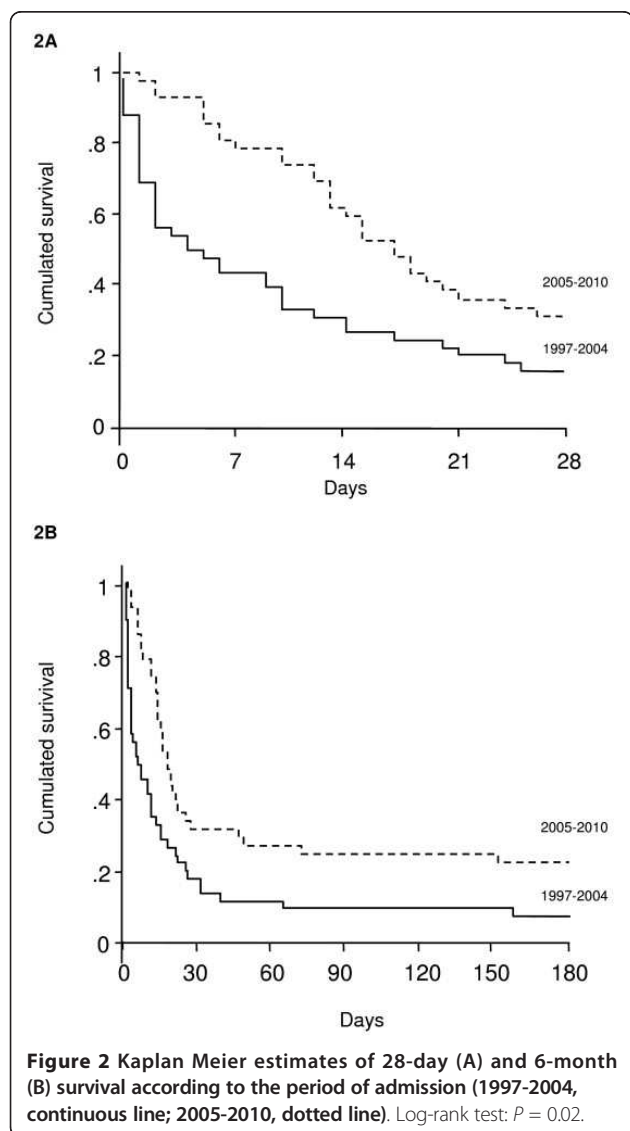 2A
1
.8
.6
.4
.2
0
Cumulated survival
2005-2010
1997-2004
0 7 14 21 28
Days
2B
1
.8
.6
.4
.2
0
Cumulated surivival
2005-2010
1997-2004
0 30 60 90 120 150 180
Days
Figure 2 Kaplan Meier estimates of 28-day (A) and 6-month
(B) survival according to the period of admission (1997-2004,
continuous line; 2005-2010, dotted line). Log-rank test: P = 0.02.